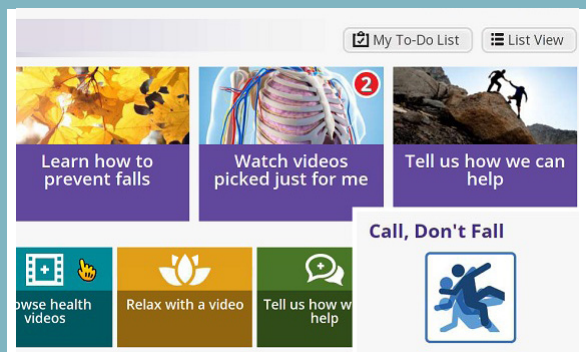 My To-Do List
List View
2
Learn how to
prevent falls
Watch videos
picked just for me
Tell us how we can
help
Call, Don't Fall
owse health
videos
Relax with a video
Tell us how w
help